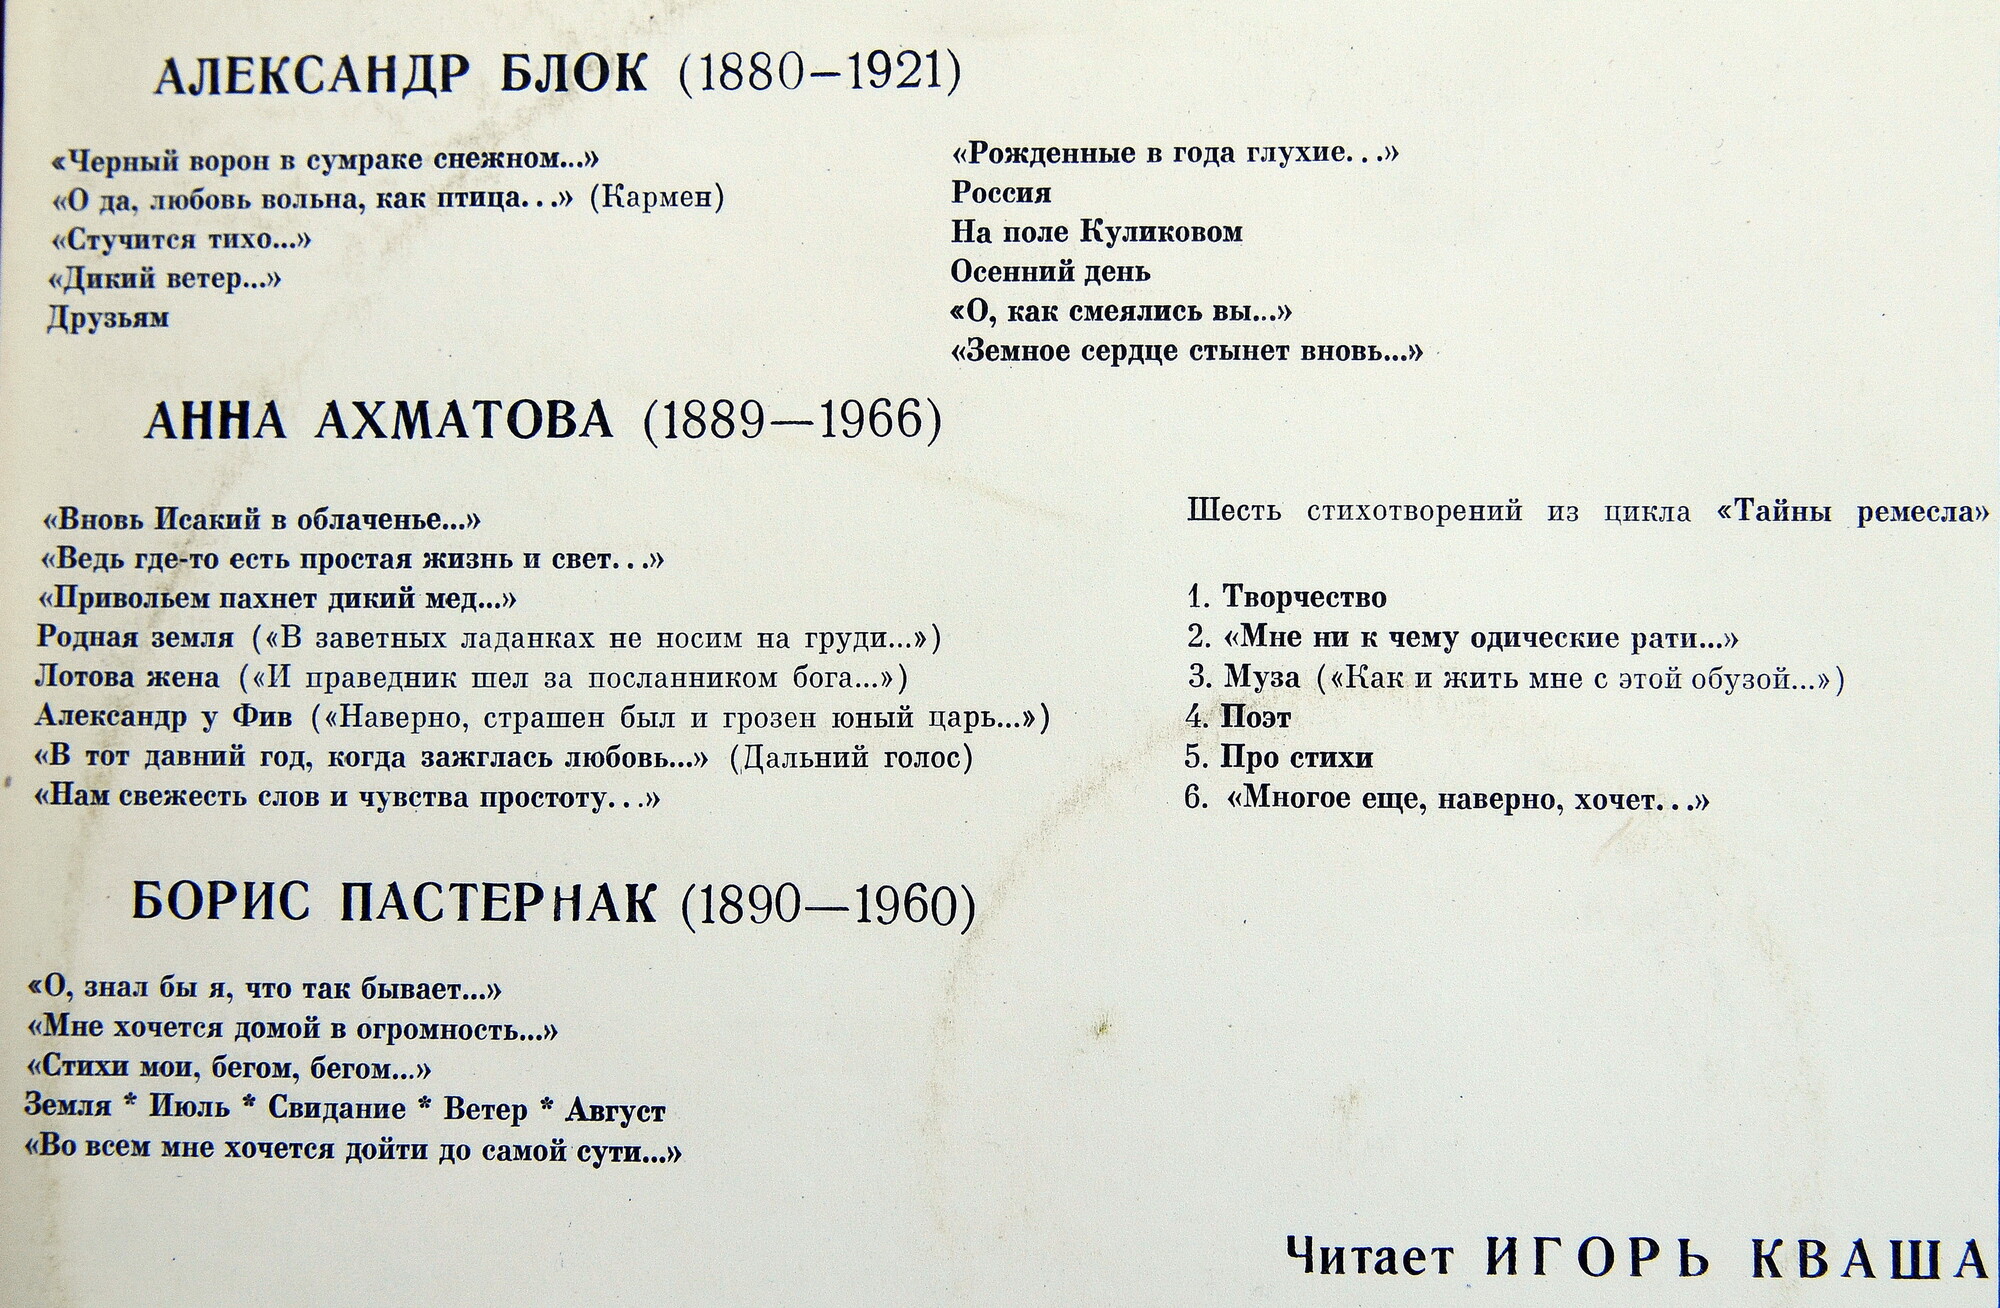 АЛЕКСАНДР БЛОК (1880–1921)
«Черный ворон в сумраке снежном...»
«О да, любовь вольна, как птица...» (Кармен)
«Стучится тихо...»
«Дикий ветер...»
Друзьям
«Рожденные в года глухие...»
Россия
На поле Куликовом
Осенний день
«О, как смеялись вы...»
«Земное сердце стынет вновь...»
АННА АХМАТОВА (1889—1966)
«Вновь Исакий в облаченье...»
«Ведь где-то есть простая жизнь и свет...»
«Привольем пахнет дикий мед...»
Родная земля («В заветных ладанках не носим на груди...»)
Лотова жена («И праведник шел за посланником бога...»)
Александр у Фив («Наверно, страшен был и грозен юный царь...»)
«В тот давний год, когда зажглась любовь...» (Дальний голос)
«Нам свежесть слов и чувства простоту...»
Шесть стихотворений из цикла «Тайны ремесла»
1. Творчество
2. «Мне ни к чему одические рати...»
3. Муза («Как и жить мне с этой обузой...»)
4. Поэт
5. Про стихи
6. «Многое еще, наверно, хочет...»
БОРИС ПАСТЕРНАК (1890—1960)
«О, знал бы я, что так бывает...»
«Мне хочется домой в огромность...»
«Стихи мои, бегом, бегом...»
Земля * Июль * Свидание * Ветер * Август
«Во всем мне хочется дойти до самой сути...»
Читает ИГОРЬ КВАША